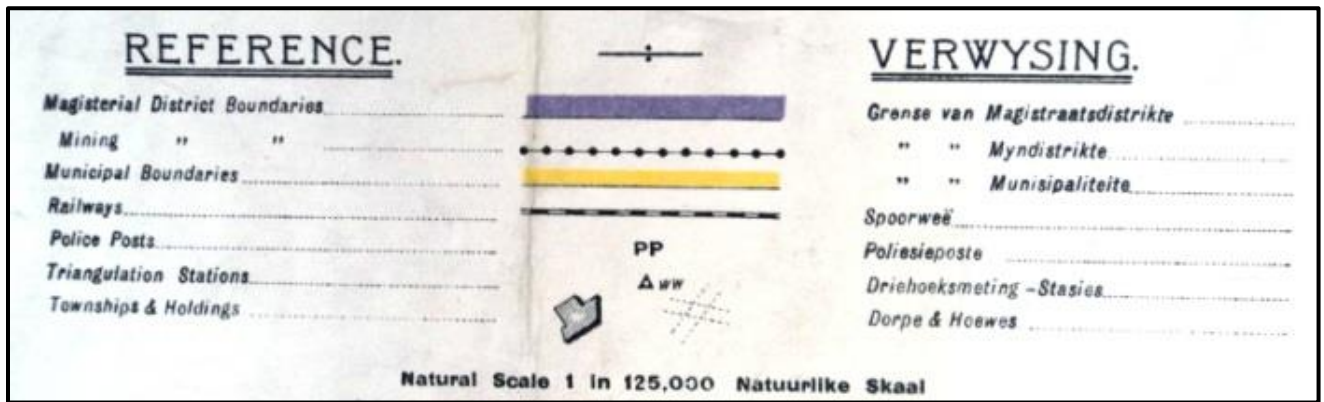 REFERENCE.
Magisterial District Boundaries
Mining " "
Municipal Boundaries
Railways
Police Posts
Triangulation Stations
Townships & Holdings
PP
Δ WW
VERWYSING.
Grense van Magistraatsdistrikte
" " Myndistrikte
" " Munisipaliteite
Spoorweë
Poliesieposte
Driehoeksmeting - Stasies
Dorpe & Hoewes
Natural Scale 1 in 125,000 Natuurlike Skaal